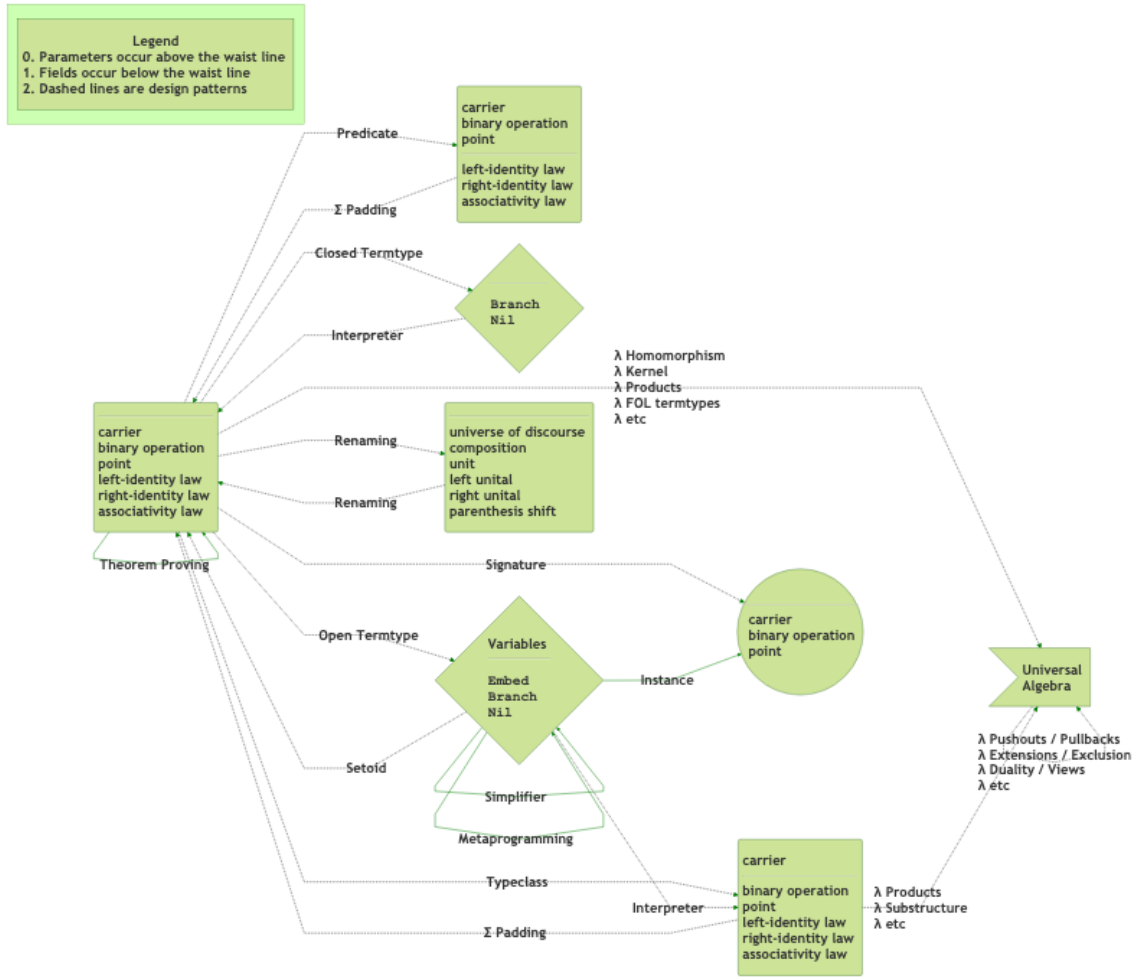 Legend
0. Parameters occur above the waist line
1. Fields occur below the waist line
2. Dashed lines are design patterns
carrier
binary operation
point
left-identity law
right-identity law
associativity law
Predicate
Σ Padding
Closed Termtype
Branch
Nil
Interpreter
λ Homomorphism
λ Kernel
λ Products
λ FOL termtypes
λ etc
carrier
binary operation
point
left-identity law
right-identity law
associativity law
Renaming
Renaming
universe of discourse
composition
unit
left unital
right unital
parenthesis shift
Theorem Proving
Signature
carrier
binary operation
point
Open Termtype
Variables
Embed
Branch
Nil
Instance
Universal
Algebra
λ Pushouts / Pullbacks
λ Extensions / Exclusion
λ Duality / Views
λ etc
Setoid
Simplifier
Metaprogramming
Typeclass
Interpreter
Σ Padding
carrier
binary operation
point
left-identity law
right-identity law
associativity law
λ Products
λ Substructure
λ etc